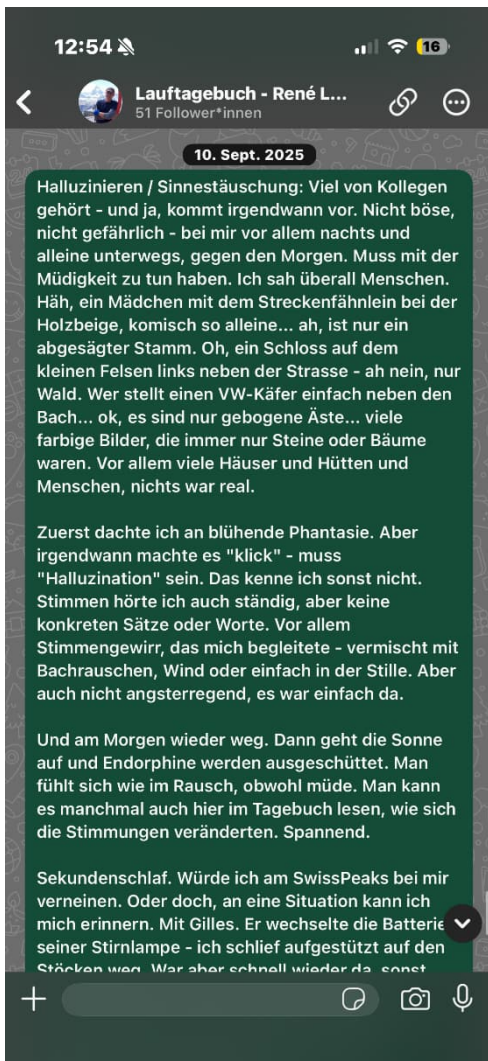 12:54
16
Lauftagebuch - René L...
51 Follower*innen
10. Sept. 2025
Halluzinieren / Sinnestäuschung: Viel von Kollegen
gehört - und ja, kommt irgendwann vor. Nicht böse,
nicht gefährlich - bei mir vor allem nachts und
alleine unterwegs, gegen den Morgen. Muss mit der
Müdigkeit zu tun haben. Ich sah überall Menschen.
Häh, ein Mädchen mit dem Streckenfähnlein bei der
Holzbeige, komisch so alleine... ah, ist nur ein
abgesägter Stamm. Oh, ein Schloss auf dem
kleinen Felsen links neben der Strasse - ah nein, nur
Wald. Wer stellt einen VW-Käfer einfach neben den
Bach... ok, es sind nur gebogene Äste... viele
farbige Bilder, die immer nur Steine oder Bäume
waren. Vor allem viele Häuser und Hütten und
Menschen, nichts war real.
Zuerst dachte ich an blühende Phantasie. Aber
irgendwann machte es "klick" - muss
"Halluzination" sein. Das kenne ich sonst nicht.
Stimmen hörte ich auch ständig, aber keine
konkreten Sätze oder Worte. Vor allem
Stimmengewirr, das mich begleitete - vermischt mit
Bachrauschen, Wind oder einfach in der Stille. Aber
auch nicht angsterregend, es war einfach da.
Und am Morgen wieder weg. Dann geht die Sonne
auf und Endorphine werden ausgeschüttet. Man
fühlt sich wie im Rausch, obwohl müde. Man kann
es manchmal auch hier im Tagebuch lesen, wie sich
die Stimmungen veränderten. Spannend.
Sekundenschlaf. Würde ich am SwissPeaks bei mir
verneinen. Oder doch, an eine Situation kann ich
mich erinnern. Mit Gilles. Er wechselte die Batterie
seiner Stirnlampe - ich schlief aufgestützt auf den
Stöcken weg. War aber schnell wieder da, sonst